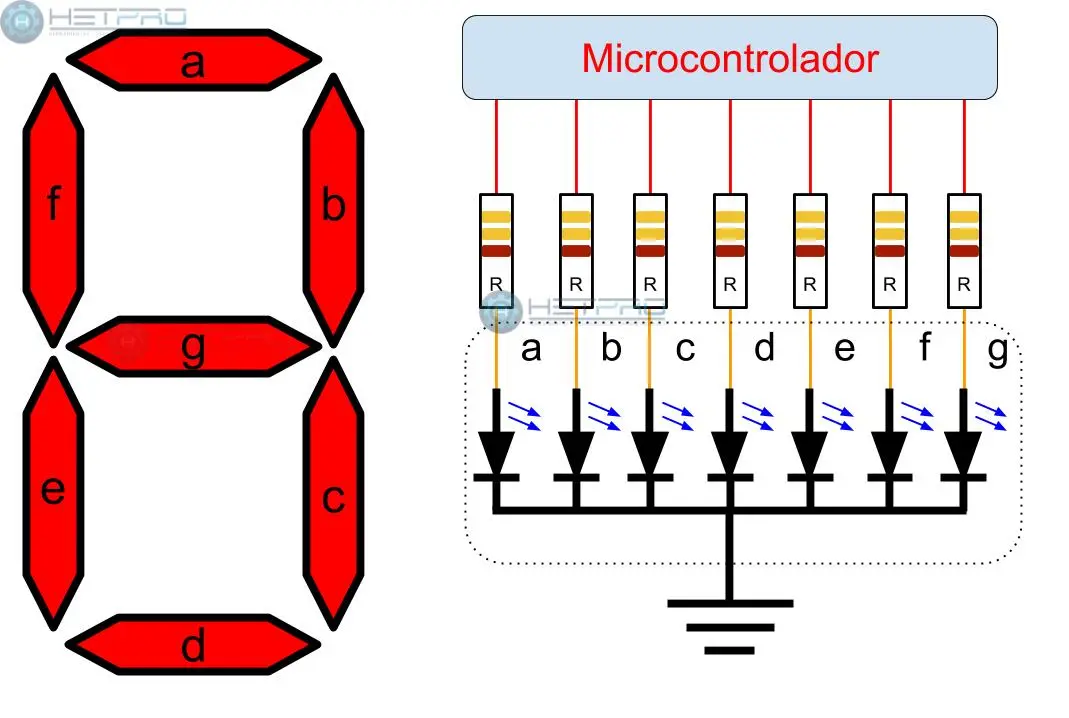 HETPRO
a
f
b
g
e
c
d
Microcontrolador
R R R R R R R
HETPRO
a b c d e f g